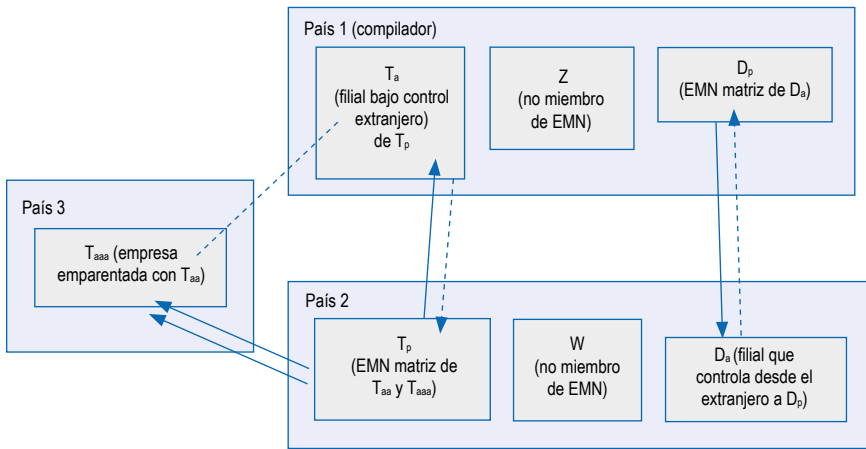 País 1 (compilador)
Tₐ
(filial bajo control
extranjero)
de Tₚ
Z
(no miembro
de EMN)
Dₚ
(EMN matriz de Dₐ)
País 3
Tₐₐₐ (empresa
emparentada con Tₐₐ)
País 2
Tₚ
(EMN matriz de
Tₐₐ y Tₐₐₐ)
W
(no miembro
de EMN)
Dₐ (filial que
controla desde el
extranjero a Dₚ)